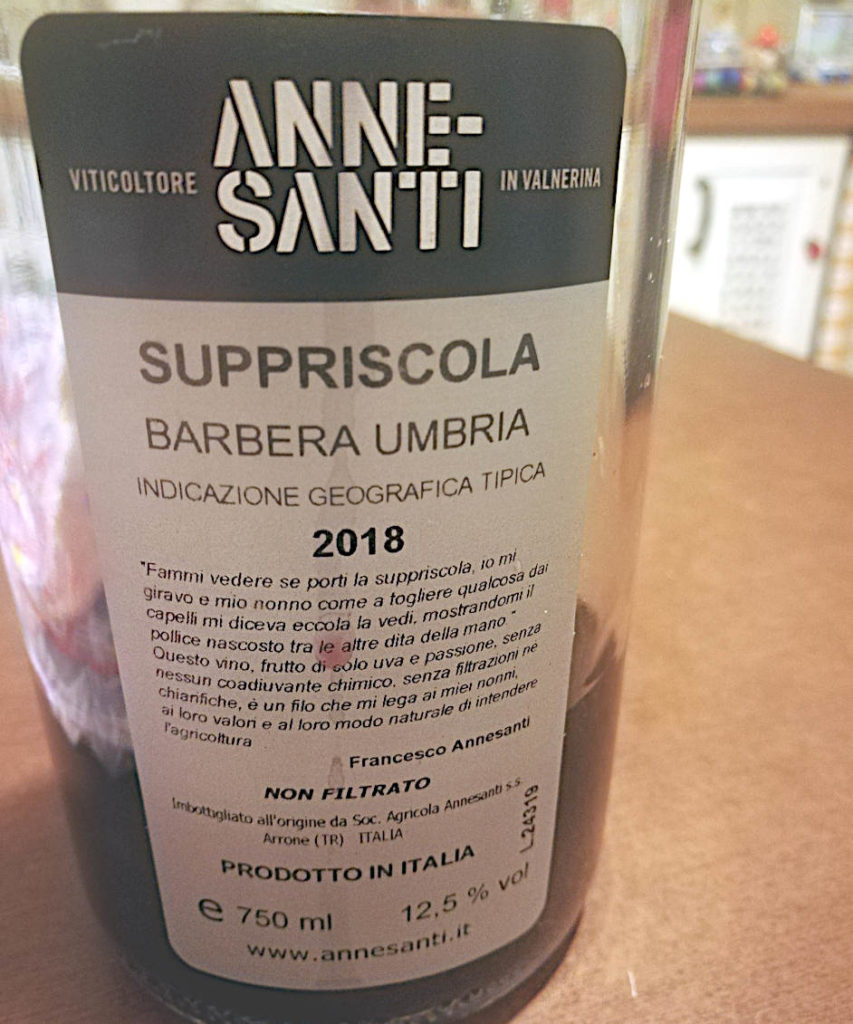 ANNE-
SANTI
VITICOLTORE
IN VALNERINA
SUPPRISCOLA
BARBERA UMBRIA
INDICAZIONE GEOGRAFICA TIPICA
2018
"Fammi vedere se porti la suppriscola, io mi
giravo e mio nonno come a togliere qualcosa dai
capelli mi diceva eccola la vedi, mostrandomi il
pollice nascosto tra le altre dita della mano."
Questo vino, frutto di solo uva e passione, senza
nessun coadiuvante chimico, senza filtrazioni né
chiarifiche, è un filo che mi lega ai miei nonni,
ai loro valori e al loro modo naturale di intendere
l'agricoltura
Francesco Annesanti
NON FILTRATO
Imbottigliato all'origine da Soc. Agricola Annesanti s.s.
Arrone (TR) ITALIA
L.24319
PRODOTTO IN ITALIA
e 750 ml 12,5 % vol
www.annesanti.it